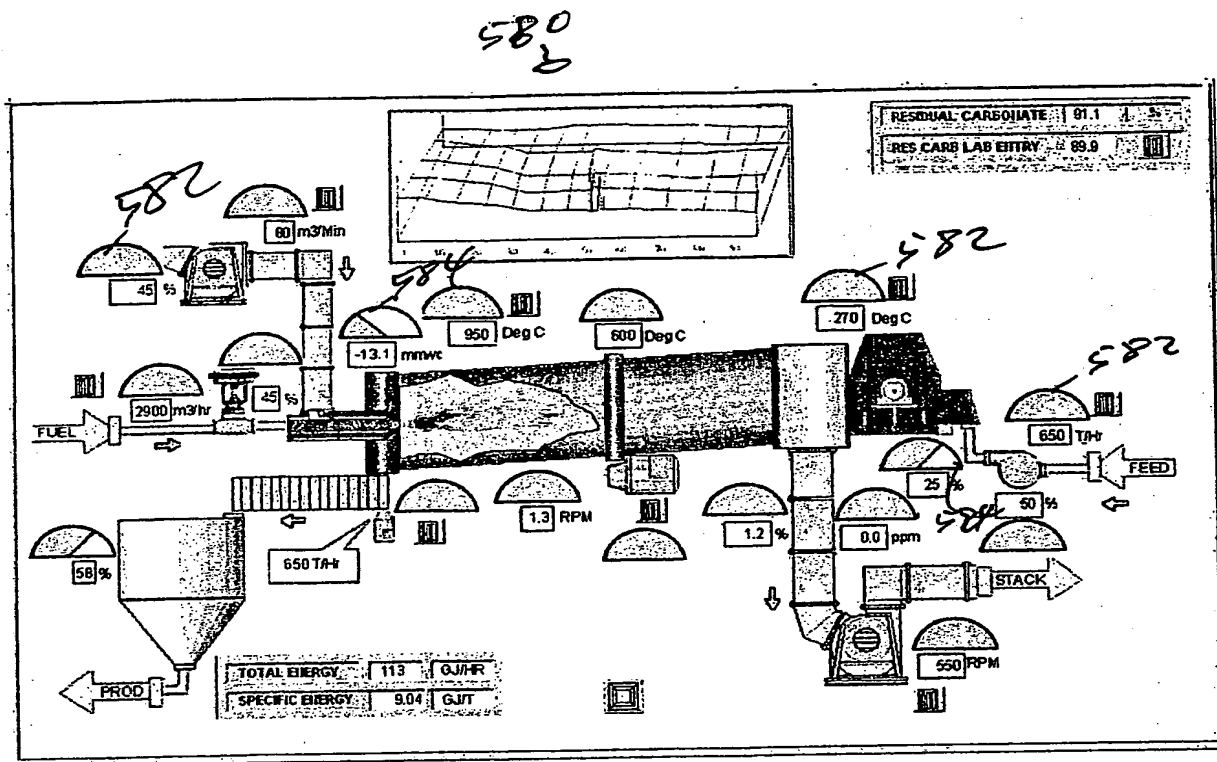 580
RESIDUAL CARBONATE 91.1 %
RES CARB LAB ENTRY 89.9
582
80 m3/Min
45 %
584
582
-13.1 mmwc
950 Deg C
600 Deg C
270 Deg C
582
2900 m3/hr
45 %
650 T/Hr
FUEL
FEED
25 %
584
50 %
1.3 RPM
1.2 %
0.0 ppm
650 T/Hr
58 %
STACK
550 RPM
TOTAL ENERGY 113 GJ/HR
SPECIFIC ENERGY 9.04 GJ/T
PROD